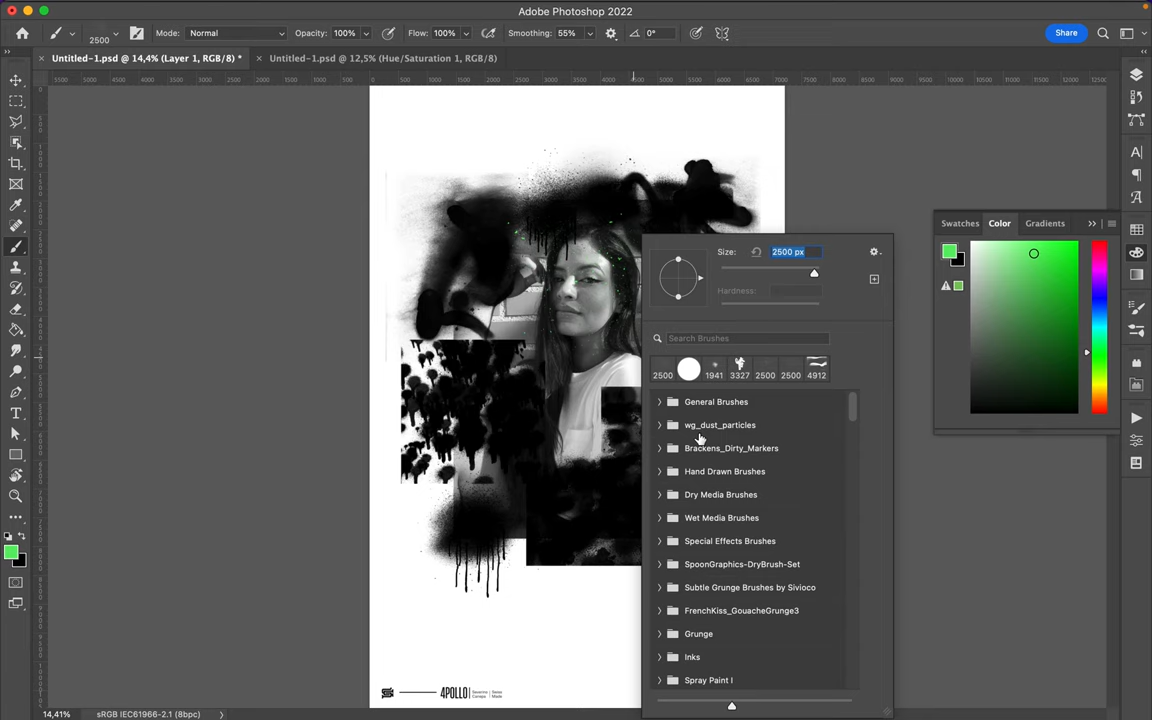 Adobe Photoshop 2022
2500 Mode: Normal Opacity: 100% Flow: 100% Smoothing: 55% 0° Share
Untitled-1.psd @ 14,4% (Layer 1, RGB/8) * Untitled-1.psd @ 12,5% (Hue/Saturation 1, RGB/8)
Swatches Color Gradients
Size: 2500 px
Hardness:
Search Brushes
2500 1941 3327 2500 2500 4912
General Brushes
wg_dust_particles
Brackens_Dirty_Markers
Hand Drawn Brushes
Dry Media Brushes
Wet Media Brushes
Special Effects Brushes
SpoonGraphics-DryBrush-Set
Subtle Grunge Brushes by Sivioco
FrenchKiss_GouacheGrunge3
Grunge
Inks
Spray Paint I
4POLLO
14,41% sRGB IEC61966-2.1 (8bpc)